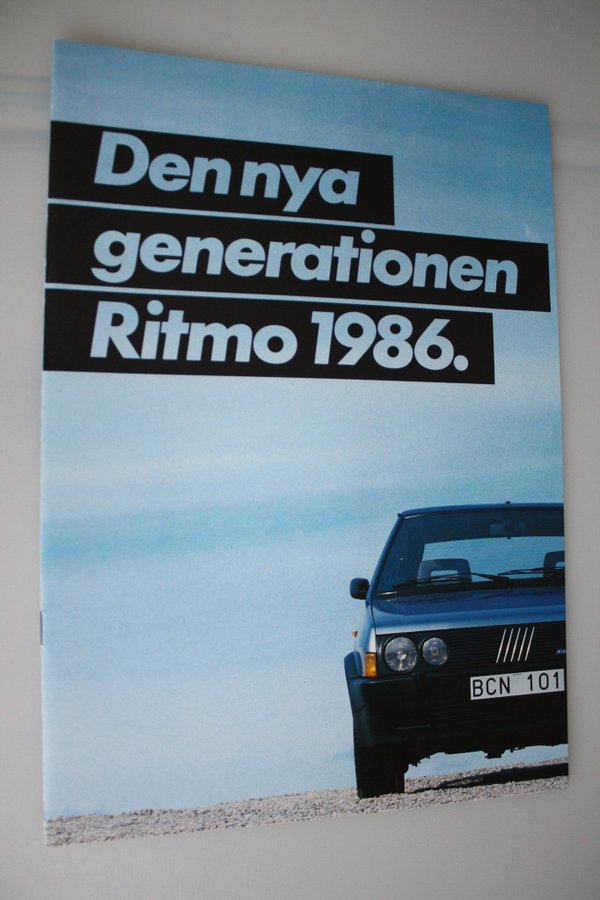 Den nya
generationen
Ritmo 1986.
BCN 101